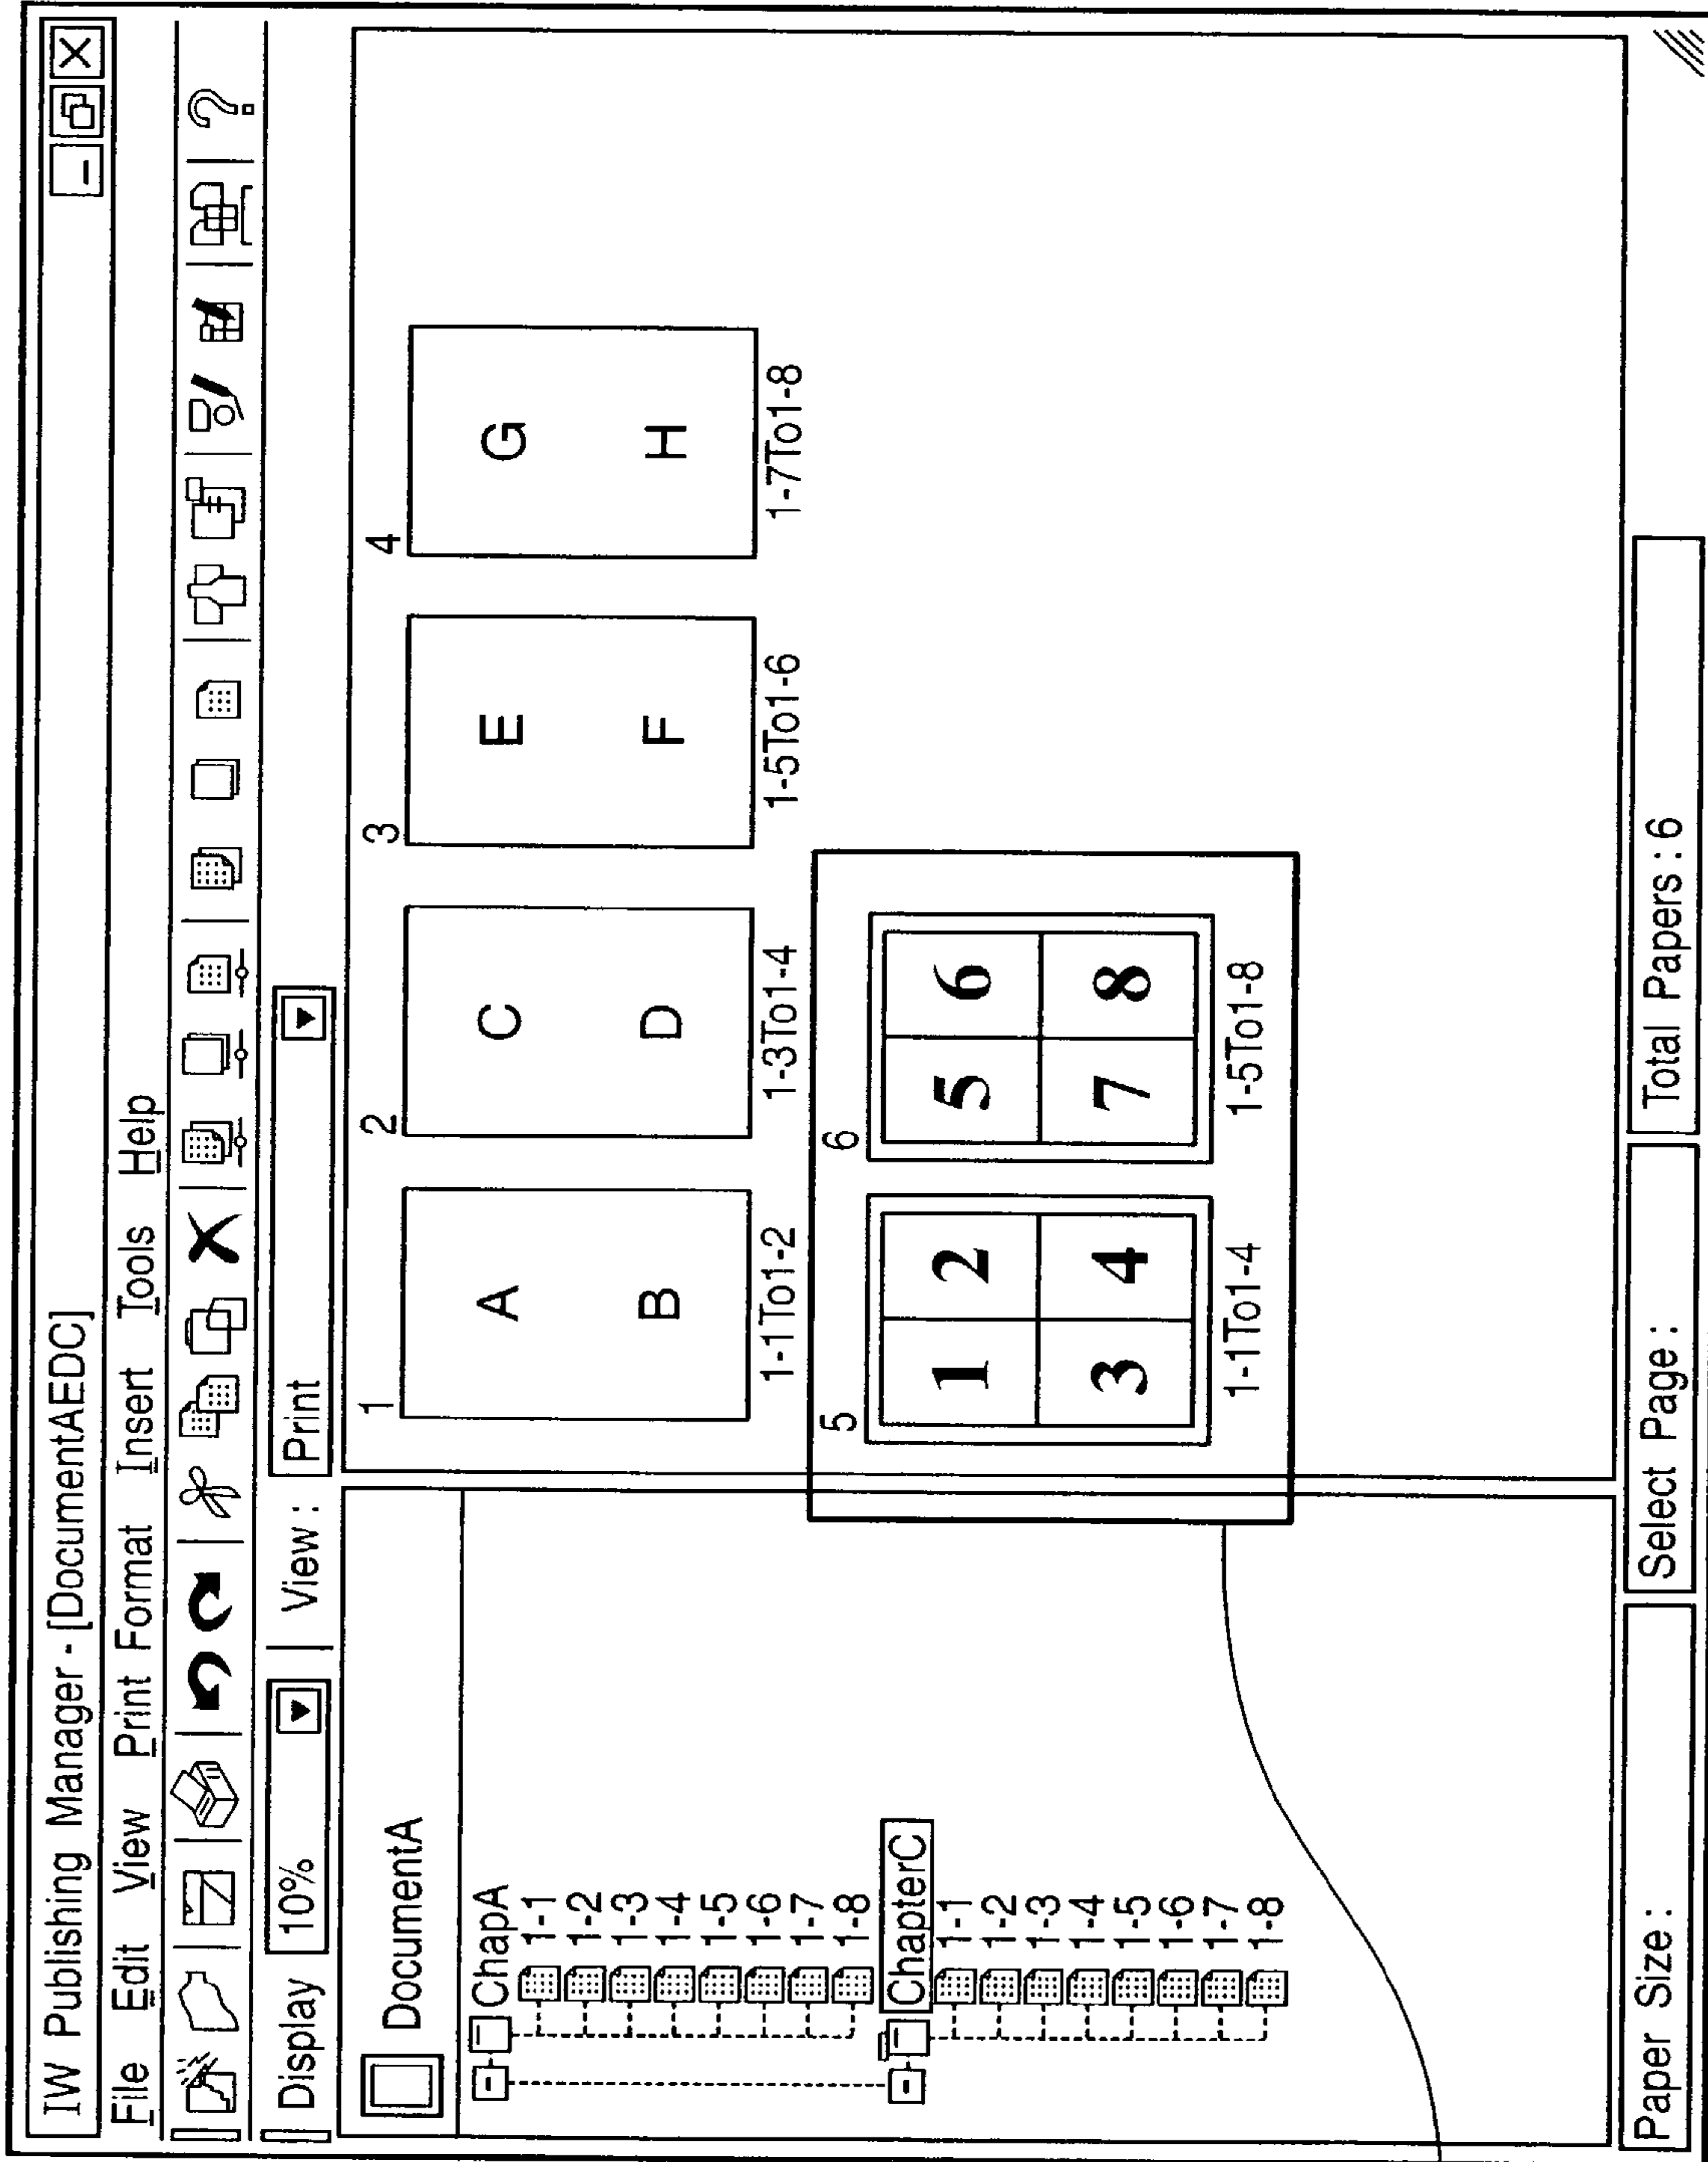 IW Publishing Manager - [DocumentAEDC]
File Edit View Print Format Insert Tools Help
Display 10% View : Print
DocumentA
ChapA
1-1
1-2
1-3
1-4
1-5
1-6
1-7
1-8
ChapterC
1-1
1-2
1-3
1-4
1-5
1-6
1-7
1-8
1 2 3 4
A C E G
B D F H
1-1To1-2 1-3To1-4 1-5To1-6 1-7To1-8
5 6
1 2 5 6
3 4 7 8
1-1To1-4 1-5To1-8
Paper Size : Select Page : Total Papers : 6